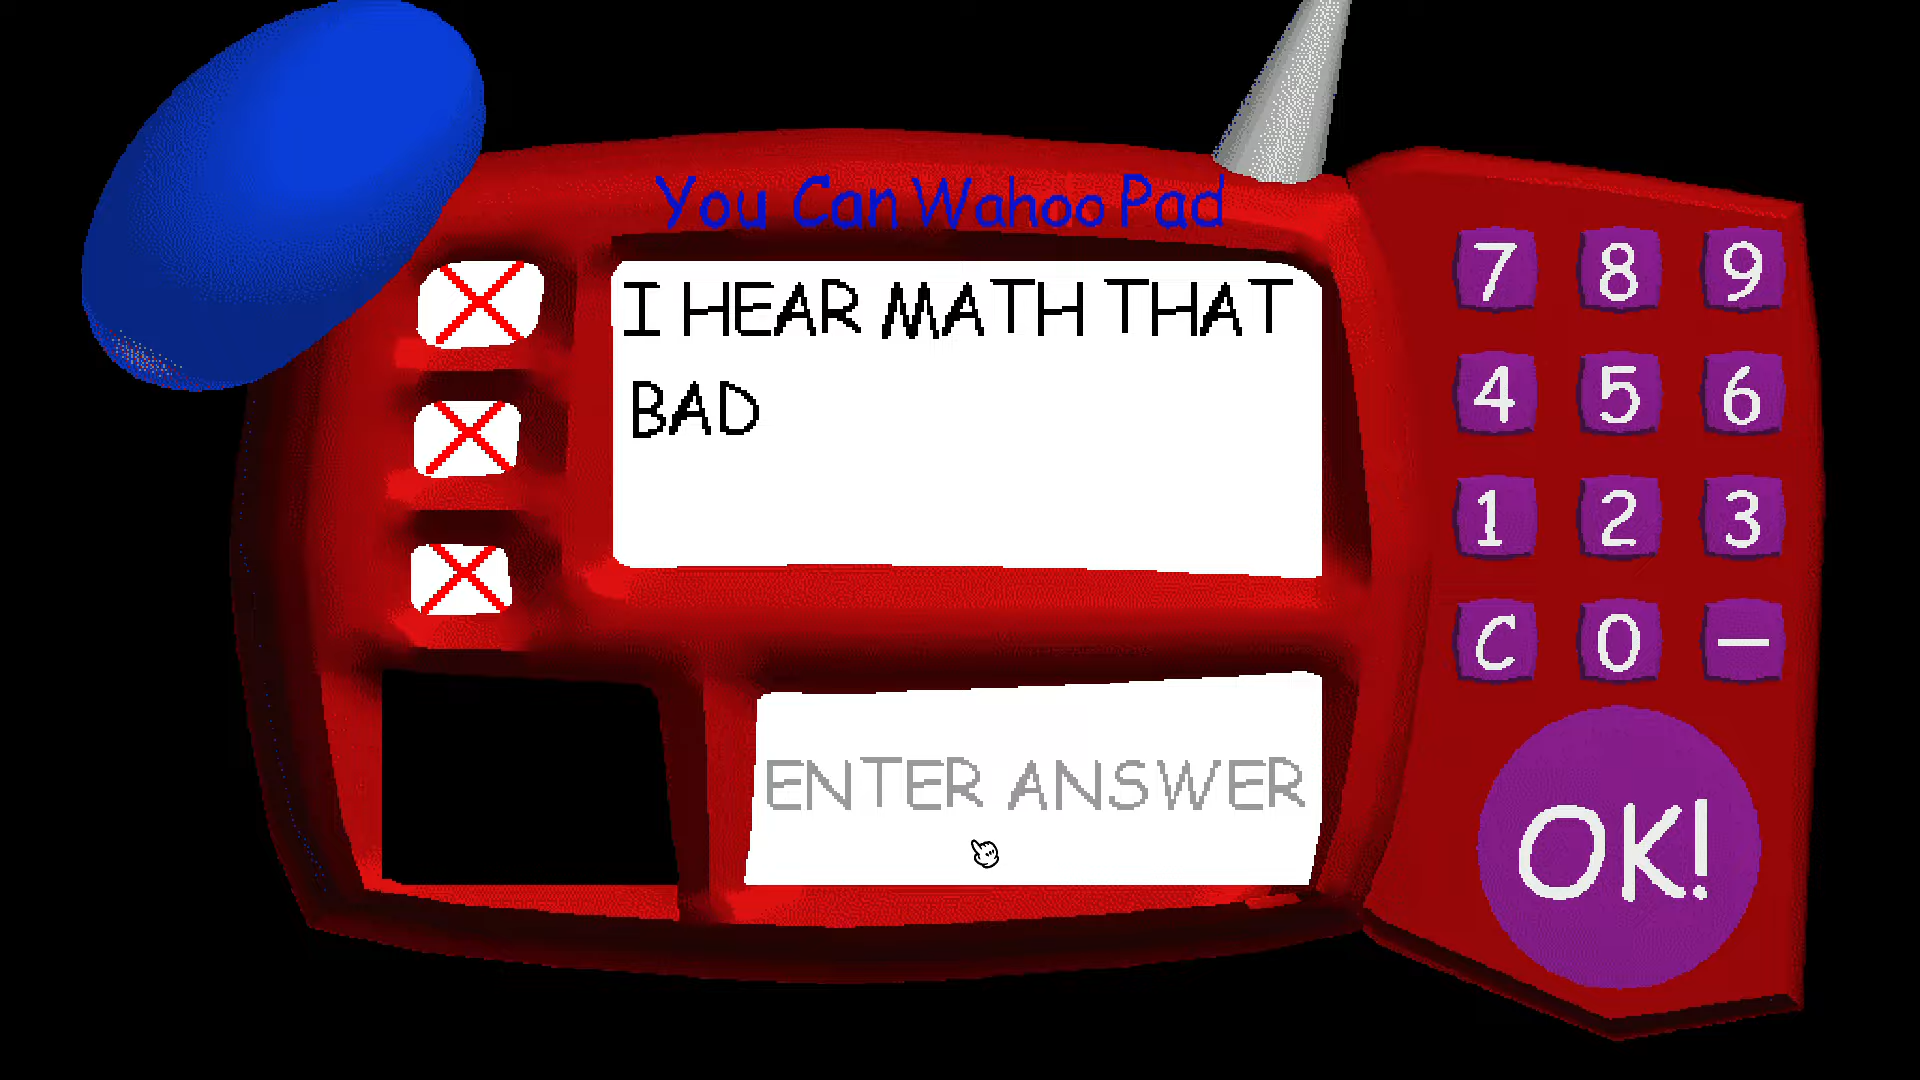 You Can Wahoo Pad
I HEAR MATH THAT
BAD
ENTER ANSWER
7 8 9
4 5 6
1 2 3
C 0 —
OK!